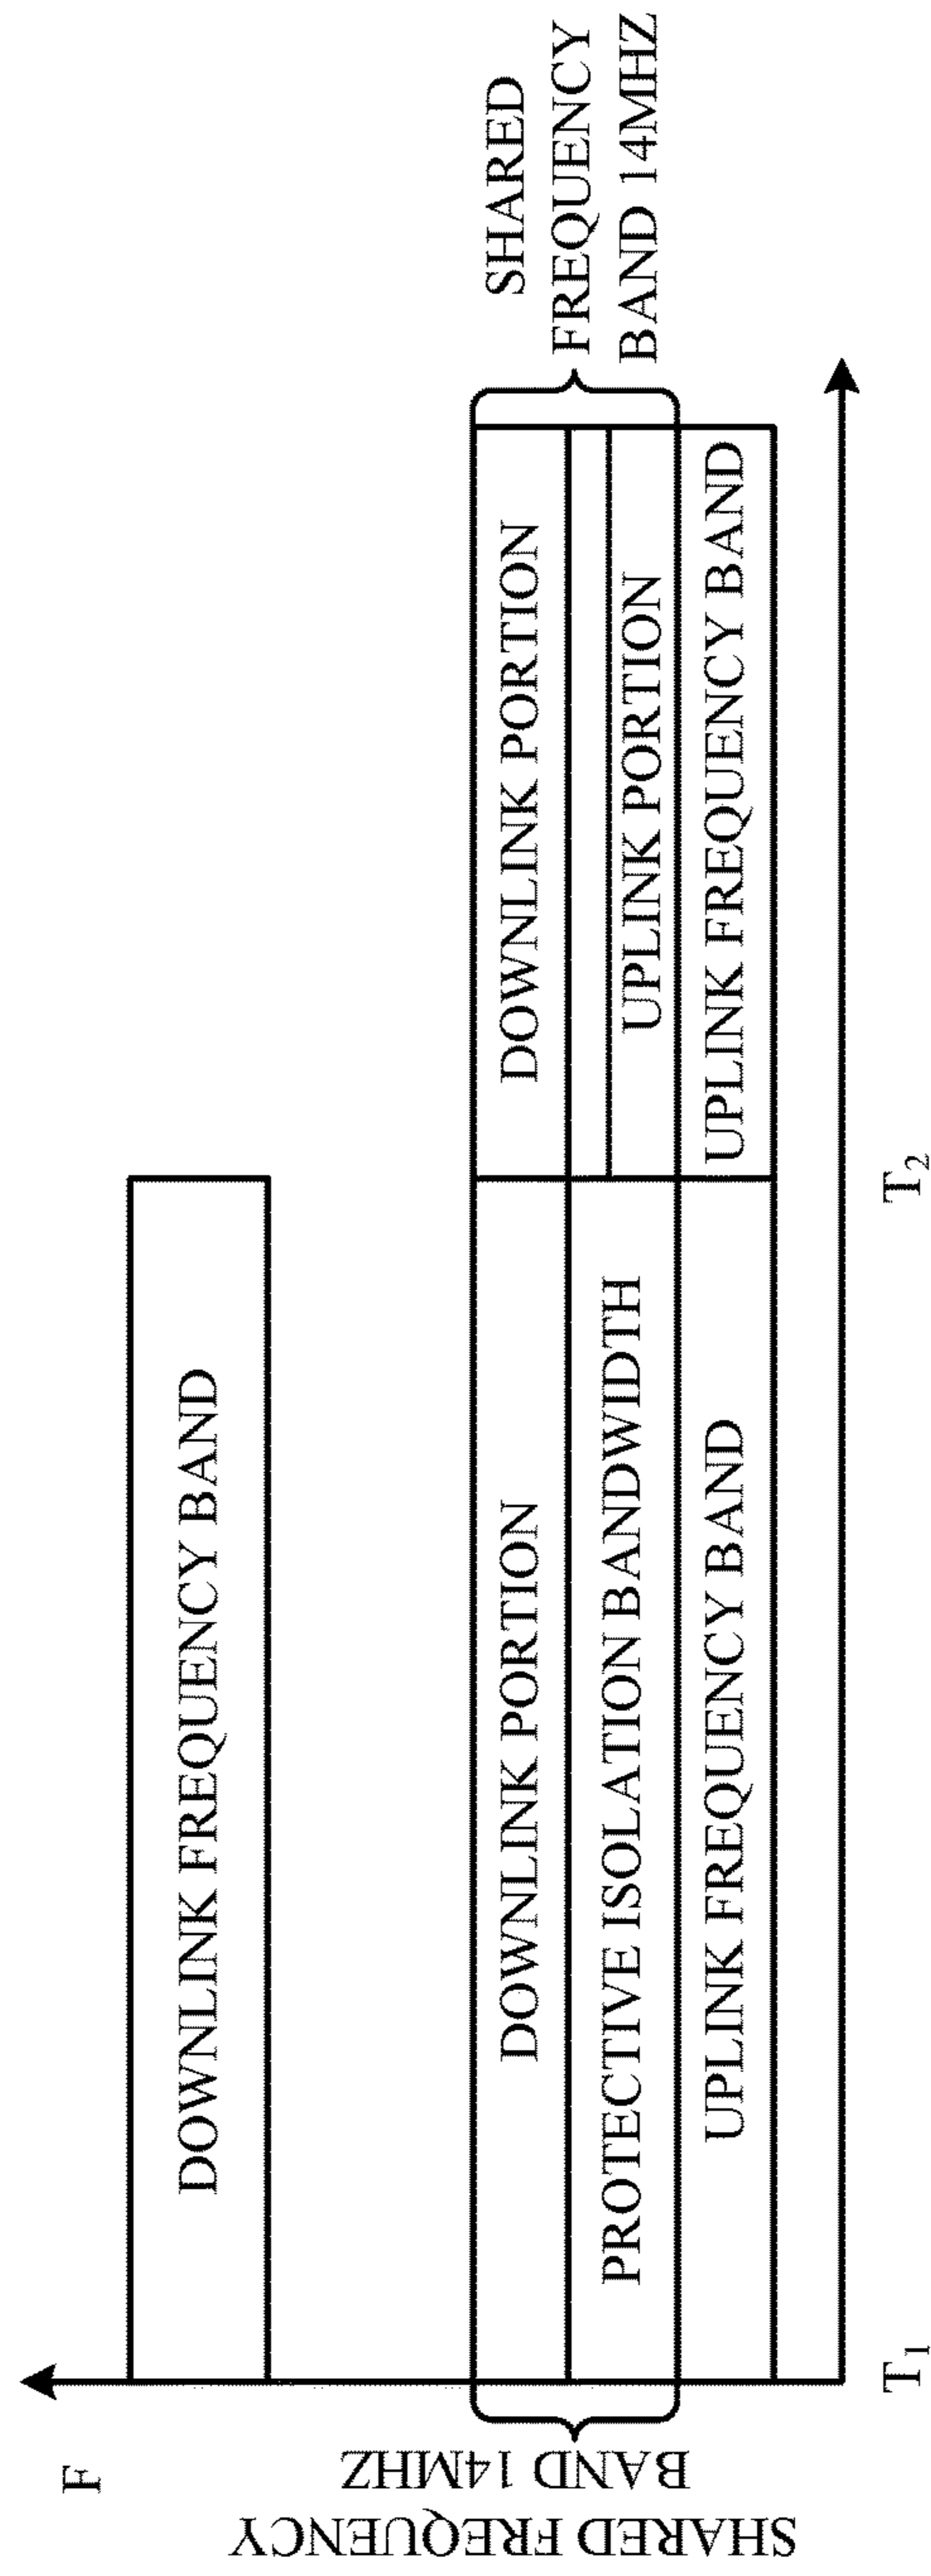 F
DOWNLINK FREQUENCY BAND
SHARED FREQUENCY
BAND 14MHZ
DOWNLINK PORTION
PROTECTIVE ISOLATION BANDWIDTH
UPLINK FREQUENCY BAND
DOWNLINK PORTION
UPLINK PORTION
UPLINK FREQUENCY BAND
SHARED
FREQUENCY
BAND 14MHZ
T1
T2